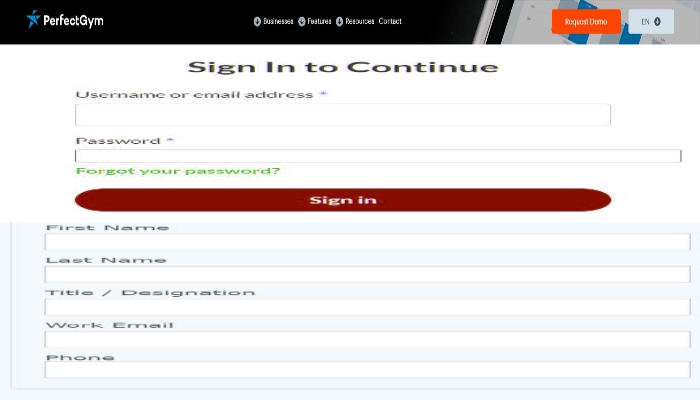 PerfectGym
Businesses Features Resources Contact
Request Demo
EN
Sign In to Continue
Username or email address *
Password *
Forgot your password?
Sign in
First Name
Last Name
Title / Designation
Work Email
Phone